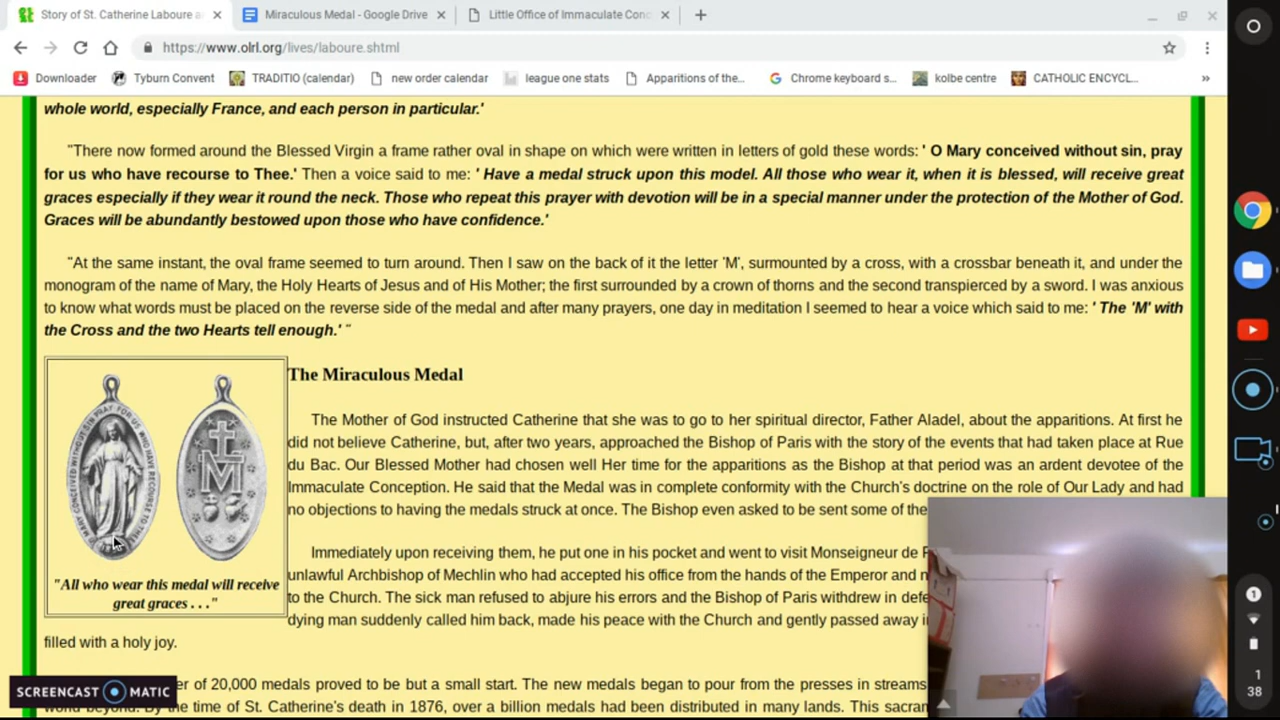 Story of St. Catherine Laboure a
Miraculous Medal - Google Drive
Little Office of Immaculate Conc
https://www.olrl.org/lives/laboure.shtml
Downloader
Tyburn Convent
TRADITIO (calendar)
new order calendar
league one stats
Apparitions of the...
Chrome keyboard s...
kolbe centre
CATHOLIC ENCYCL...
»
whole world, especially France, and each person in particular.'
"There now formed around the Blessed Virgin a frame rather oval in shape on which were written in letters of gold these words: ' O Mary conceived without sin, pray
for us who have recourse to Thee.' Then a voice said to me: ' Have a medal struck upon this model. All those who wear it, when it is blessed, will receive great
graces especially if they wear it round the neck. Those who repeat this prayer with devotion will be in a special manner under the protection of the Mother of God.
Graces will be abundantly bestowed upon those who have confidence.'
"At the same instant, the oval frame seemed to turn around. Then I saw on the back of it the letter 'M', surmounted by a cross, with a crossbar beneath it, and under the
monogram of the name of Mary, the Holy Hearts of Jesus and of His Mother; the first surrounded by a crown of thorns and the second transpierced by a sword. I was anxious
to know what words must be placed on the reverse side of the medal and after many prayers, one day in meditation I seemed to hear a voice which said to me: ' The 'M' with
the Cross and the two Hearts tell enough.' "
The Miraculous Medal
MARY CONCEIVED WITHOUT SIN PRAY FOR US WHO HAVE RECOURSE TO THEE
M
"All who wear this medal will receive
great graces . . ."
The Mother of God instructed Catherine that she was to go to her spiritual director, Father Aladel, about the apparitions. At first he
did not believe Catherine, but, after two years, approached the Bishop of Paris with the story of the events that had taken place at Rue
du Bac. Our Blessed Mother had chosen well Her time for the apparitions as the Bishop at that period was an ardent devotee of the
Immaculate Conception. He said that the Medal was in complete conformity with the Church's doctrine on the role of Our Lady and had
no objections to having the medals struck at once. The Bishop even asked to be sent some of the
Immediately upon receiving them, he put one in his pocket and went to visit Monseigneur de
unlawful Archbishop of Mechlin who had accepted his office from the hands of the Emperor and
to the Church. The sick man refused to abjure his errors and the Bishop of Paris withdrew in
dying man suddenly called him back, made his peace with the Church and gently passed away
filled with a holy joy.
of 20,000 medals proved to be but a small start. The new medals began to pour from the presses in streams
By the time of St. Catherine's death in 1876, over a billion medals had been distributed in many lands. This
SCREENCAST MATIC
1
1
38